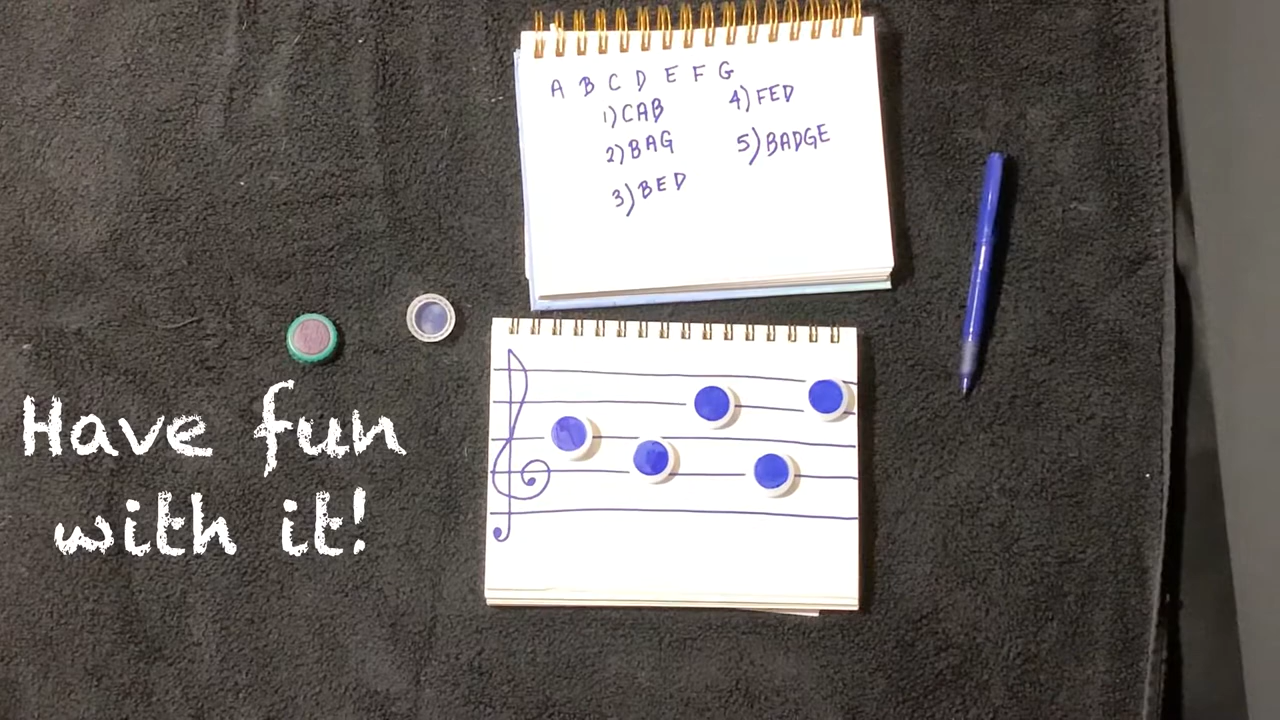 A B C D E F G
1) CAB
2) BAG
3) BED
4) FED
5) BADGE
Have fun
with it!